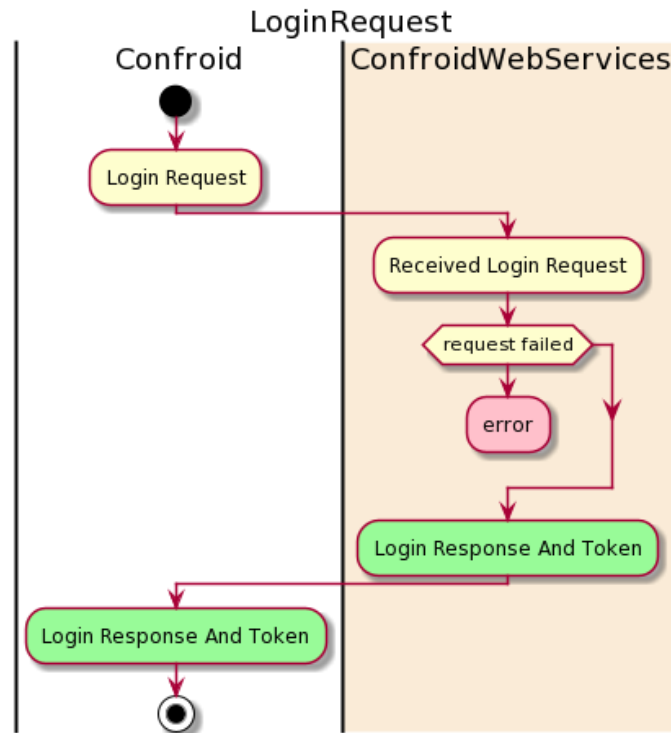 LoginRequest
Confroid
ConfroidWebServices
Login Request
Received Login Request
request failed
error
Login Response And Token
Login Response And Token